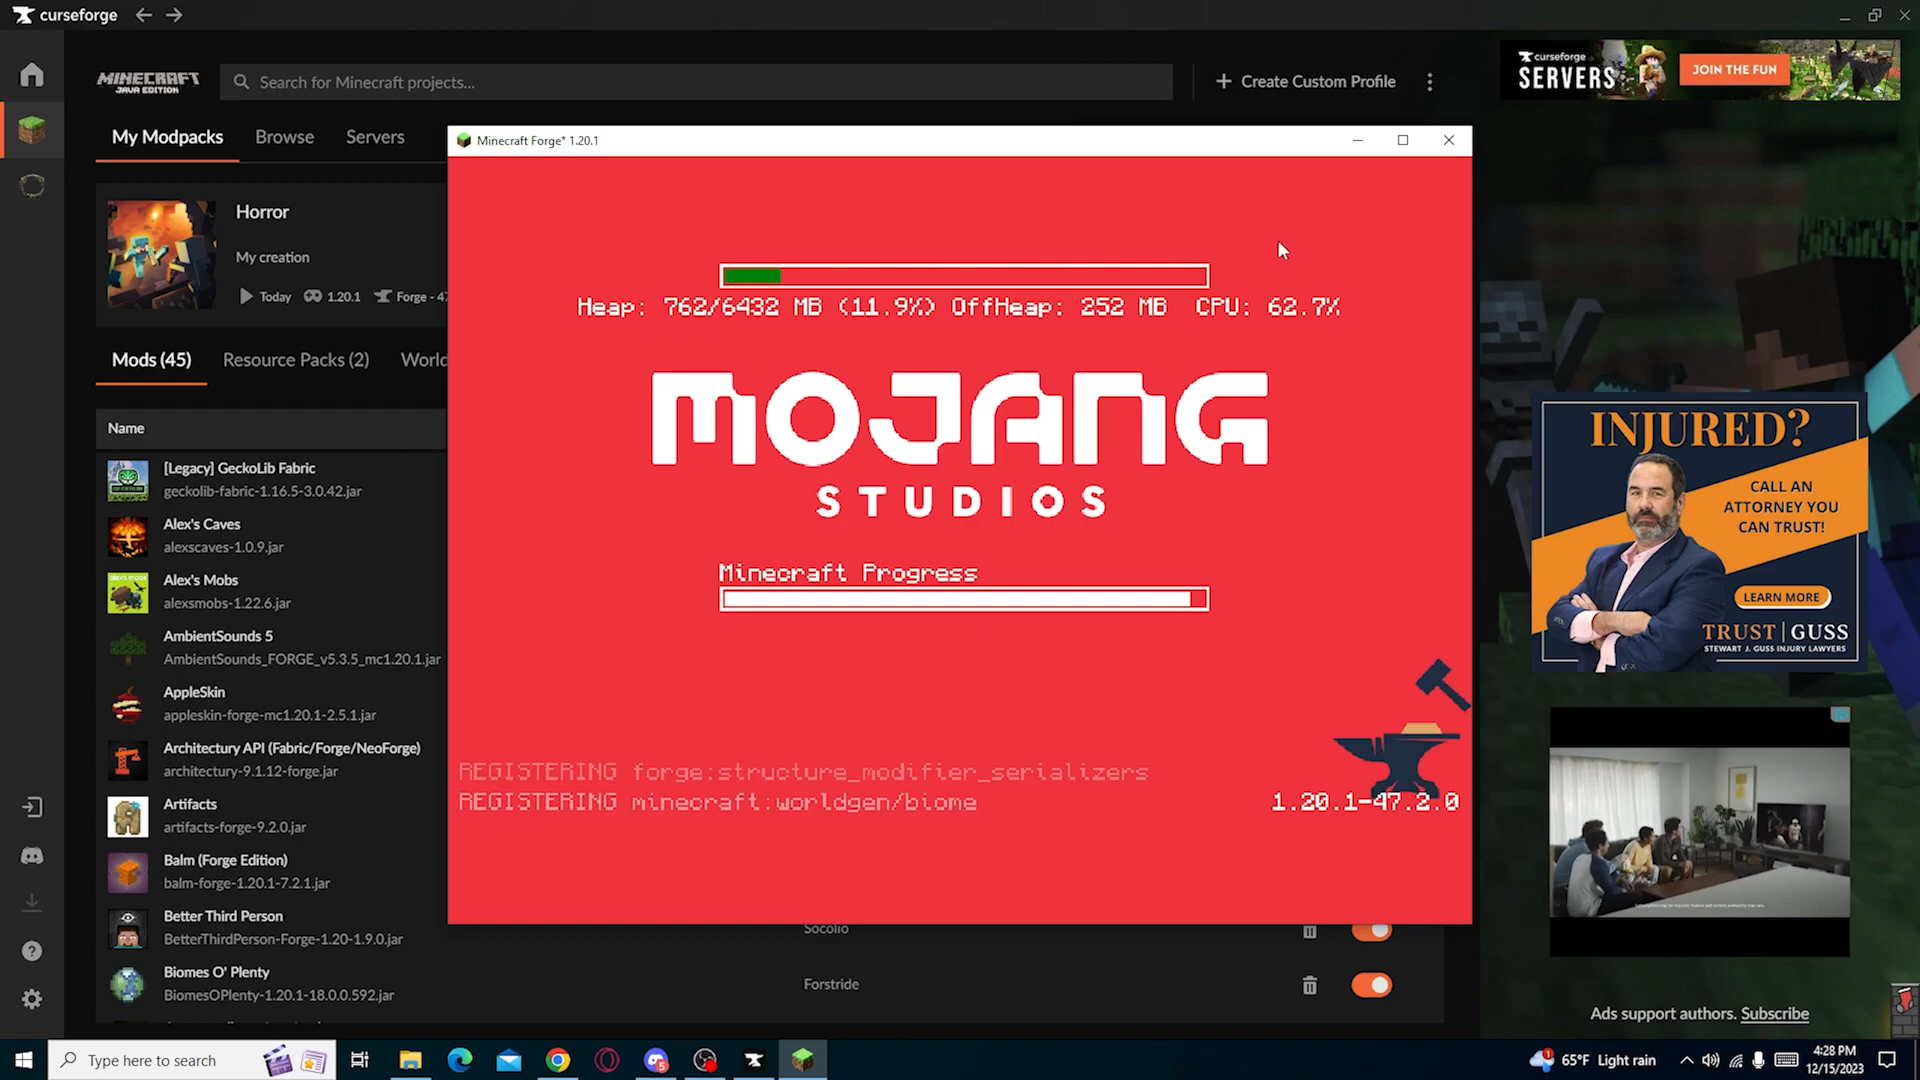 curseforge
MINECRAFT
JAVA EDITION
Search for Minecraft projects...
Create Custom Profile
curseforge
SERVERS
JOIN THE FUN
My Modpacks
Browse
Servers
Minecraft Forge* 1.20.1
Horror
My creation
Today
1.20.1
Forge - 47
Mods (45)
Resource Packs (2)
World
Name
[Legacy] GeckoLib Fabric
geckolib-fabric-1.16.5-3.0.42.jar
Alex's Caves
alexscaves-1.0.9.jar
Alex's Mobs
alexsmobs-1.22.6.jar
AmbientSounds 5
AmbientSounds_FORGE_v5.3.5_mc1.20.1.jar
AppleSkin
appleskin-forge-mc1.20.1-2.5.1.jar
Architectury API (Fabric/Forge/NeoForge)
architectury-9.1.12-forge.jar
Artifacts
artifacts-forge-9.2.0.jar
Balm (Forge Edition)
balm-forge-1.20.1-7.2.1.jar
Better Third Person
BetterThirdPerson-Forge-1.20-1.9.0.jar
Socolio
Biomes O' Plenty
BiomesOPlenty-1.20.1-18.0.0.592.jar
Forstride
Heap: 762/6432 MB (11.9%) OffHeap: 252 MB CPU: 62.7%
MOJANG
STUDIOS
Minecraft Progress
REGISTERING forge:structure_modifier_serializers
REGISTERING minecraft:worldgen/biome
1.20.1-47.2.0
INJURED?
CALL AN
ATTORNEY YOU
CAN TRUST!
LEARN MORE
TRUST | GUSS
STEWART J. GUSS INJURY LAWYERS
Ads support authors. Subscribe
Type here to search
5
1
65°F Light rain
4:28 PM
12/15/2023